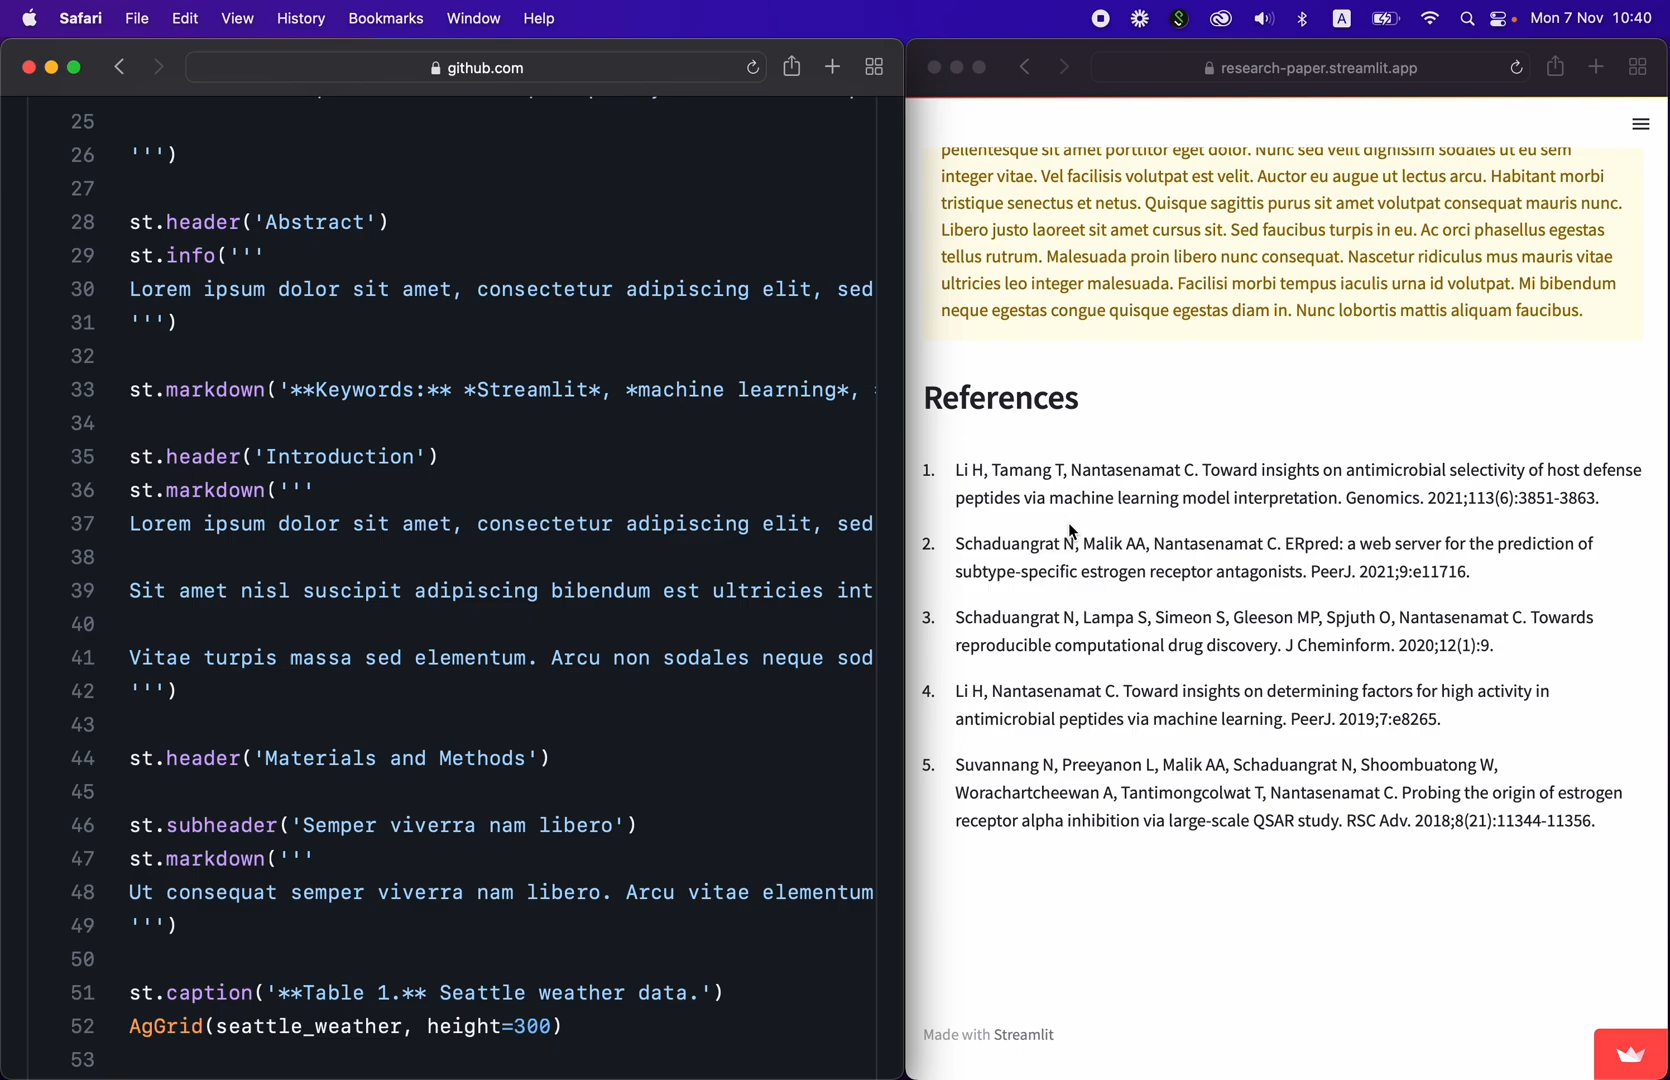 Safari File Edit View History Bookmarks Window Help
A Mon 7 Nov 10:40
github.com
25
26 ''')
27
28 st.header('Abstract')
29 st.info('''
30 Lorem ipsum dolor sit amet, consectetur adipiscing elit, sed
31 ''')
32
33 st.markdown('**Keywords:** *Streamlit*, *machine learning*,
34
35 st.header('Introduction')
36 st.markdown('''
37 Lorem ipsum dolor sit amet, consectetur adipiscing elit, sed
38
39 Sit amet nisl suscipit adipiscing bibendum est ultricies int
40
41 Vitae turpis massa sed elementum. Arcu non sodales neque sod
42 ''')
43
44 st.header('Materials and Methods')
45
46 st.subheader('Semper viverra nam libero')
47 st.markdown('''
48 Ut consequat semper viverra nam libero. Arcu vitae elementum
49 ''')
50
51 st.caption('**Table 1.** Seattle weather data.')
52 AgGrid(seattle_weather, height=300)
53
research-paper.streamlit.app
pellentesque sit amet porttitor eget dolor. Nunc sed velit dignissim sodales ut eu sem
integer vitae. Vel facilisis volutpat est velit. Auctor eu augue ut lectus arcu. Habitant morbi
tristique senectus et netus. Quisque sagittis purus sit amet volutpat consequat mauris nunc.
Libero justo laoreet sit amet cursus sit. Sed faucibus turpis in eu. Ac orci phasellus egestas
tellus rutrum. Malesuada proin libero nunc consequat. Nascetur ridiculus mus mauris vitae
ultricies leo integer malesuada. Facilisi morbi tempus iaculis urna id volutpat. Mi bibendum
neque egestas congue quisque egestas diam in. Nunc lobortis mattis aliquam faucibus.
References
1. Li H, Tamang T, Nantasenamat C. Toward insights on antimicrobial selectivity of host defense
peptides via machine learning model interpretation. Genomics. 2021;113(6):3851-3863.
2. Schaduangrat N, Malik AA, Nantasenamat C. ERpred: a web server for the prediction of
subtype-specific estrogen receptor antagonists. PeerJ. 2021;9:e11716.
3. Schaduangrat N, Lampa S, Simeon S, Gleeson MP, Spjuth O, Nantasenamat C. Towards
reproducible computational drug discovery. J Cheminform. 2020;12(1):9.
4. Li H, Nantasenamat C. Toward insights on determining factors for high activity in
antimicrobial peptides via machine learning. PeerJ. 2019;7:e8265.
5. Suvannang N, Preeyanon L, Malik AA, Schaduangrat N, Shoombuatong W,
Worachartcheewan A, Tantimongcolwat T, Nantasenamat C. Probing the origin of estrogen
receptor alpha inhibition via large-scale QSAR study. RSC Adv. 2018;8(21):11344-11356.
Made with Streamlit